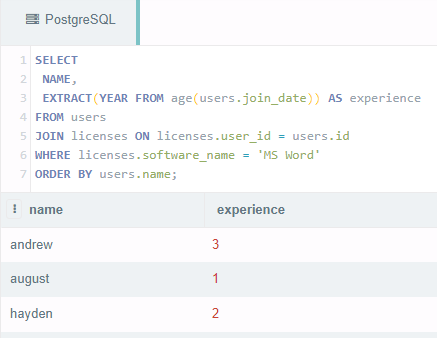 PostgreSQL
1 SELECT
2 NAME,
3 EXTRACT(YEAR FROM age(users.join_date)) AS experience
4 FROM users
5 JOIN licenses ON licenses.user_id = users.id
6 WHERE licenses.software_name = 'MS Word'
7 ORDER BY users.name;
name experience
andrew 3
august 1
hayden 2